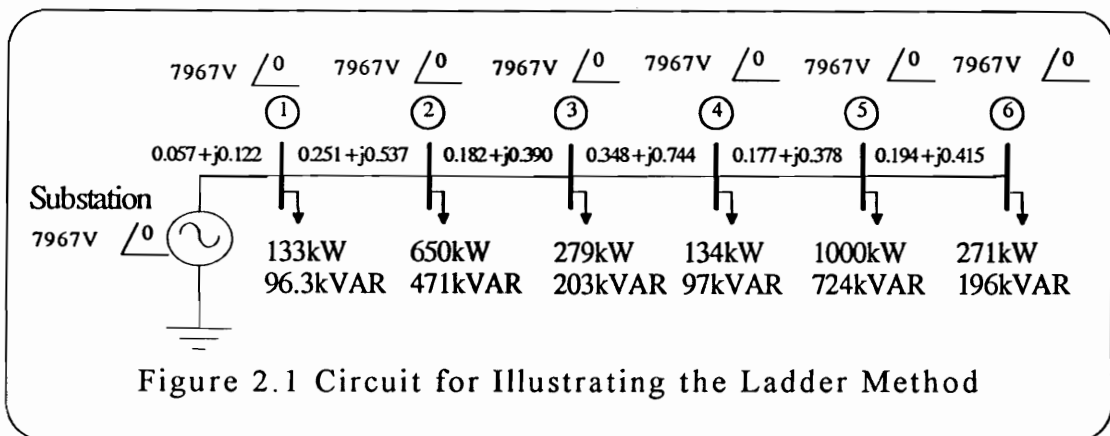 7967V /0 7967V /0 7967V /0 7967V /0 7967V /0 7967V /0
1 2 3 4 5 6
0.057+j0.122 0.251+j0.537 0.182+j0.390 0.348+j0.744 0.177+j0.378 0.194+j0.415
Substation
7967V /0
133kW 650kW 279kW 134kW 1000kW 271kW
96.3kVAR 471kVAR 203kVAR 97kVAR 724kVAR 196kVAR
Figure 2.1 Circuit for Illustrating the Ladder Method